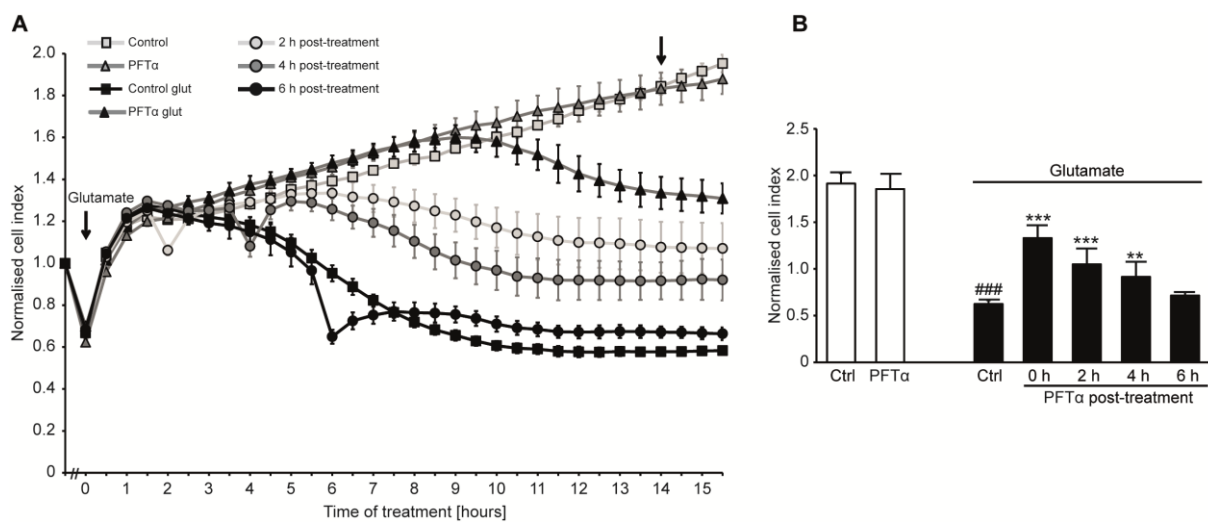 A
Control
PFTα
Control glut
PFTα glut
2 h post-treatment
4 h post-treatment
6 h post-treatment
Glutamate
Normalised cell index
2.0
1.8
1.6
1.4
1.2
1.0
0.8
0.6
0.4
0.2
0
0 1 2 3 4 5 6 7 8 9 10 11 12 13 14 15
Time of treatment [hours]
B
Normalised cell index
2.5
2.0
1.5
1.0
0.5
0
Glutamate
###
***
***
**
Ctrl PFTα Ctrl 0 h 2 h 4 h 6 h
PFTα post-treatment